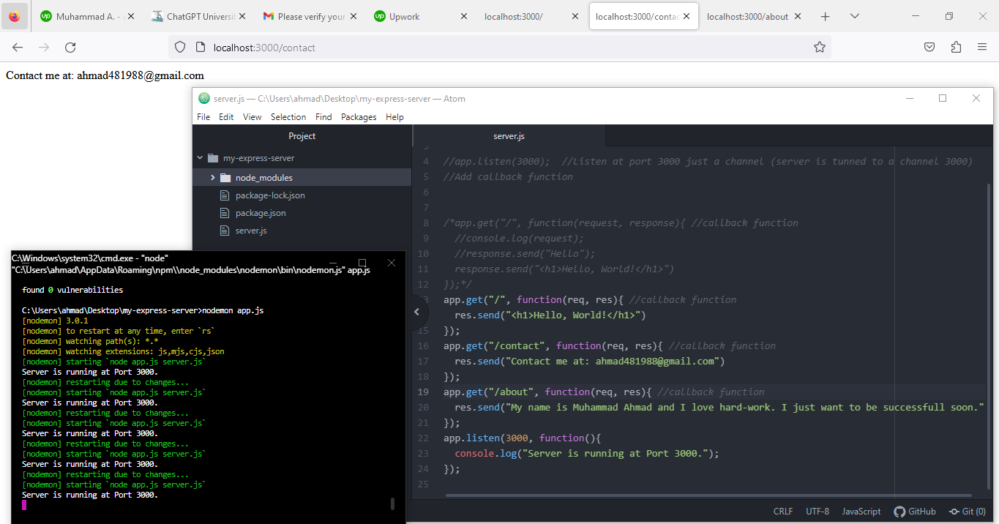 Muhammad A. -
ChatGPT Universit
Please verify your
Upwork
localhost:3000/
localhost:3000/contac
localhost:3000/about
localhost:3000/contact
Contact me at: ahmad481988@gmail.com
server.js — C:\Users\ahmad\Desktop\my-express-server — Atom
File Edit View Selection Find Packages Help
Project
my-express-server
node_modules
package-lock.json
package.json
server.js
server.js
4 //app.listen(3000);  //Listen at port 3000 just a channel (server is tunned to a channel 3000)
5 //Add callback function
6
7
8 /*app.get("/", function(request, response){ //callback function
9   //console.log(request);
10   //response.send("Hello");
11   response.send("<h1>Hello, World!</h1>")
12 });*/
13 app.get("/", function(req, res){ //callback function
  res.send("<h1>Hello, World!</h1>")
15 });
16 app.get("/contact", function(req, res){ //callback function
17   res.send("Contact me at: ahmad481988@gmail.com")
18 });
19 app.get("/about", function(req, res){ //callback function
20   res.send("My name is Muhammad Ahmad and I love hard-work. I just want to be successfull soon."
21 });
22 app.listen(3000, function(){
23   console.log("Server is running at Port 3000.");
24 });
25
CRLF UTF-8 JavaScript GitHub Git (0)
C:\Windows\system32\cmd.exe - "node"
"C:\Users\ahmad\AppData\Roaming\npm\\node_modules\nodemon\bin\nodemon.js" app.js
found 0 vulnerabilities
C:\Users\ahmad\Desktop\my-express-server>nodemon app.js
[nodemon] 3.0.1
[nodemon] to restart at any time, enter `rs`
[nodemon] watching path(s): *.*
[nodemon] watching extensions: js,mjs,cjs,json
[nodemon] starting `node app.js server.js`
Server is running at Port 3000.
[nodemon] restarting due to changes...
[nodemon] starting `node app.js server.js`
Server is running at Port 3000.
[nodemon] restarting due to changes...
[nodemon] starting `node app.js server.js`
Server is running at Port 3000.
[nodemon] restarting due to changes...
[nodemon] starting `node app.js server.js`
Server is running at Port 3000.
[nodemon] restarting due to changes...
[nodemon] starting `node app.js server.js`
Server is running at Port 3000.